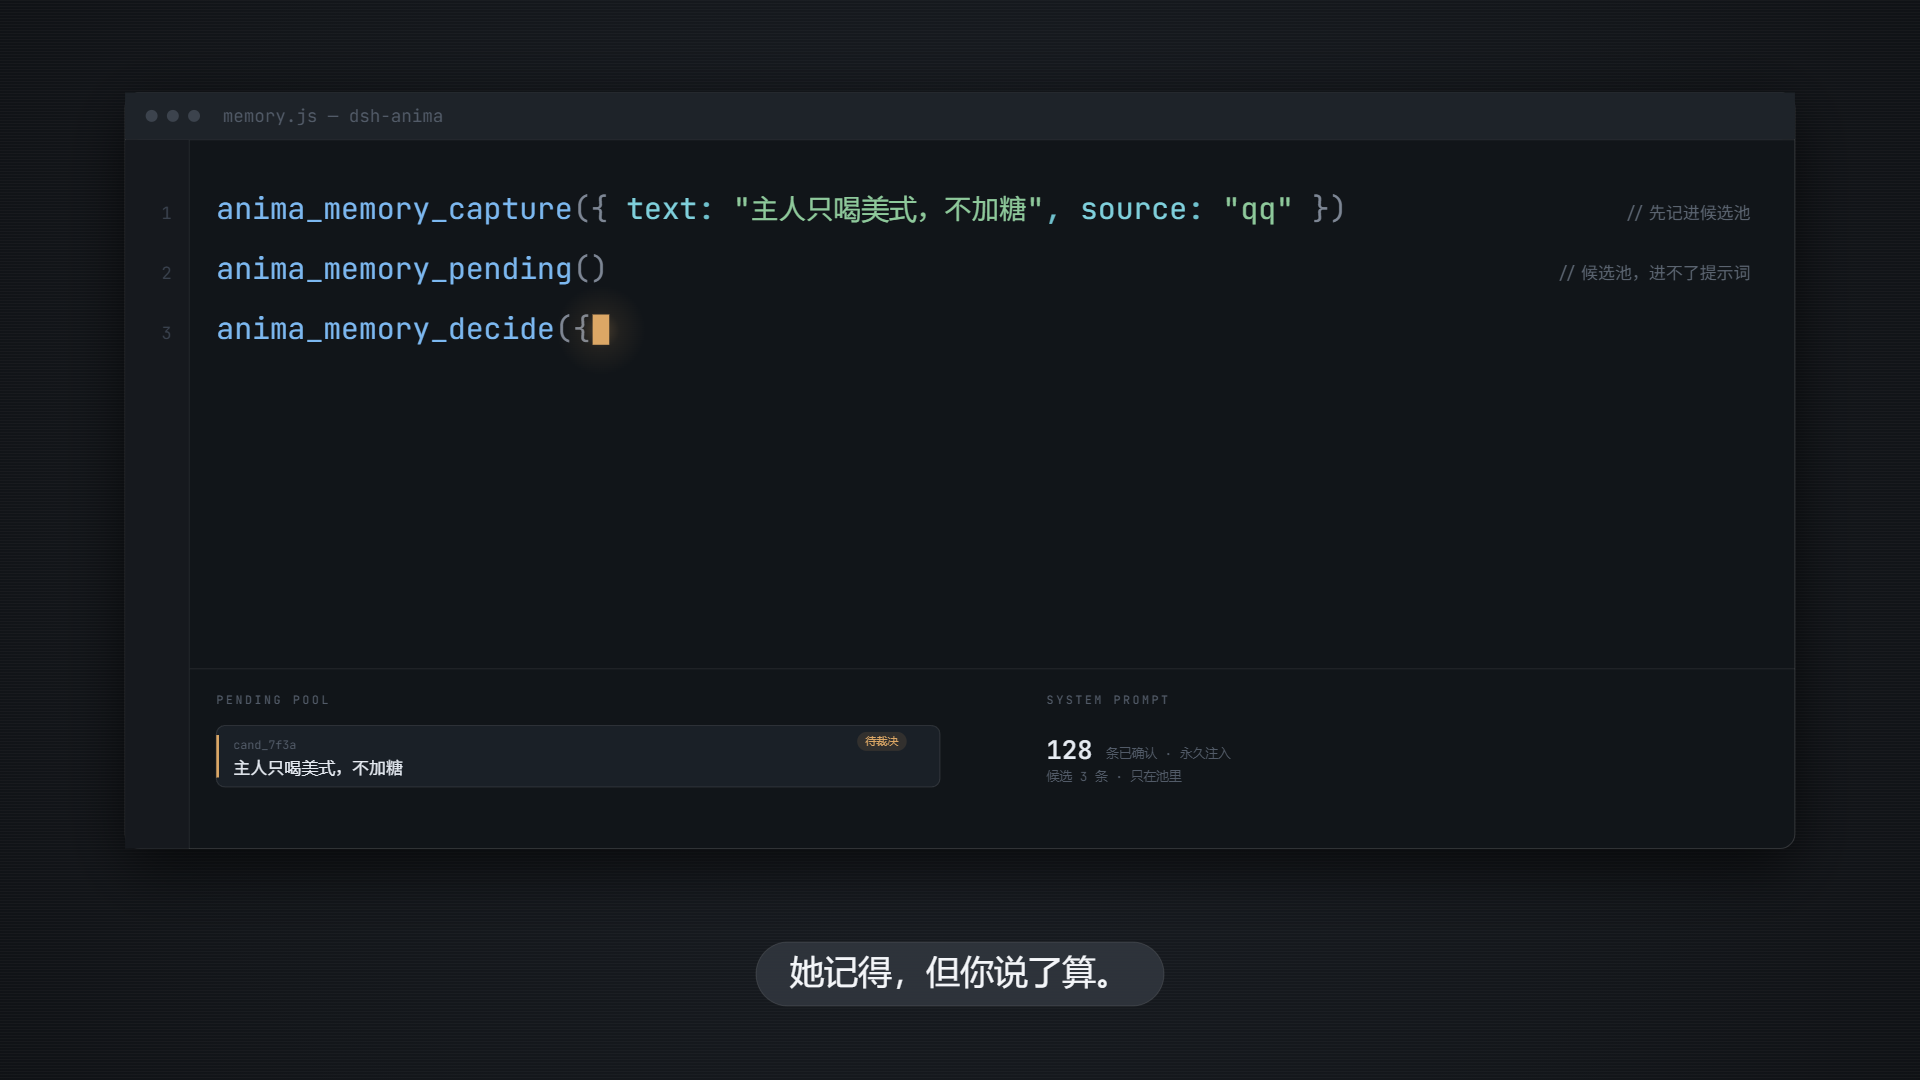 memory.js — dsh-anima
1 anima_memory_capture({ text: "主人只喝美式，不加糖", source: "qq" }) // 先记进候选池
2 anima_memory_pending() // 候选池，进不了提示词
3 anima_memory_decide({
PENDING POOL
cand_7f3a 待裁决
主人只喝美式，不加糖
SYSTEM PROMPT
128 条已确认 · 永久注入
候选 3 条 · 只在池里
她记得，但你说了算。